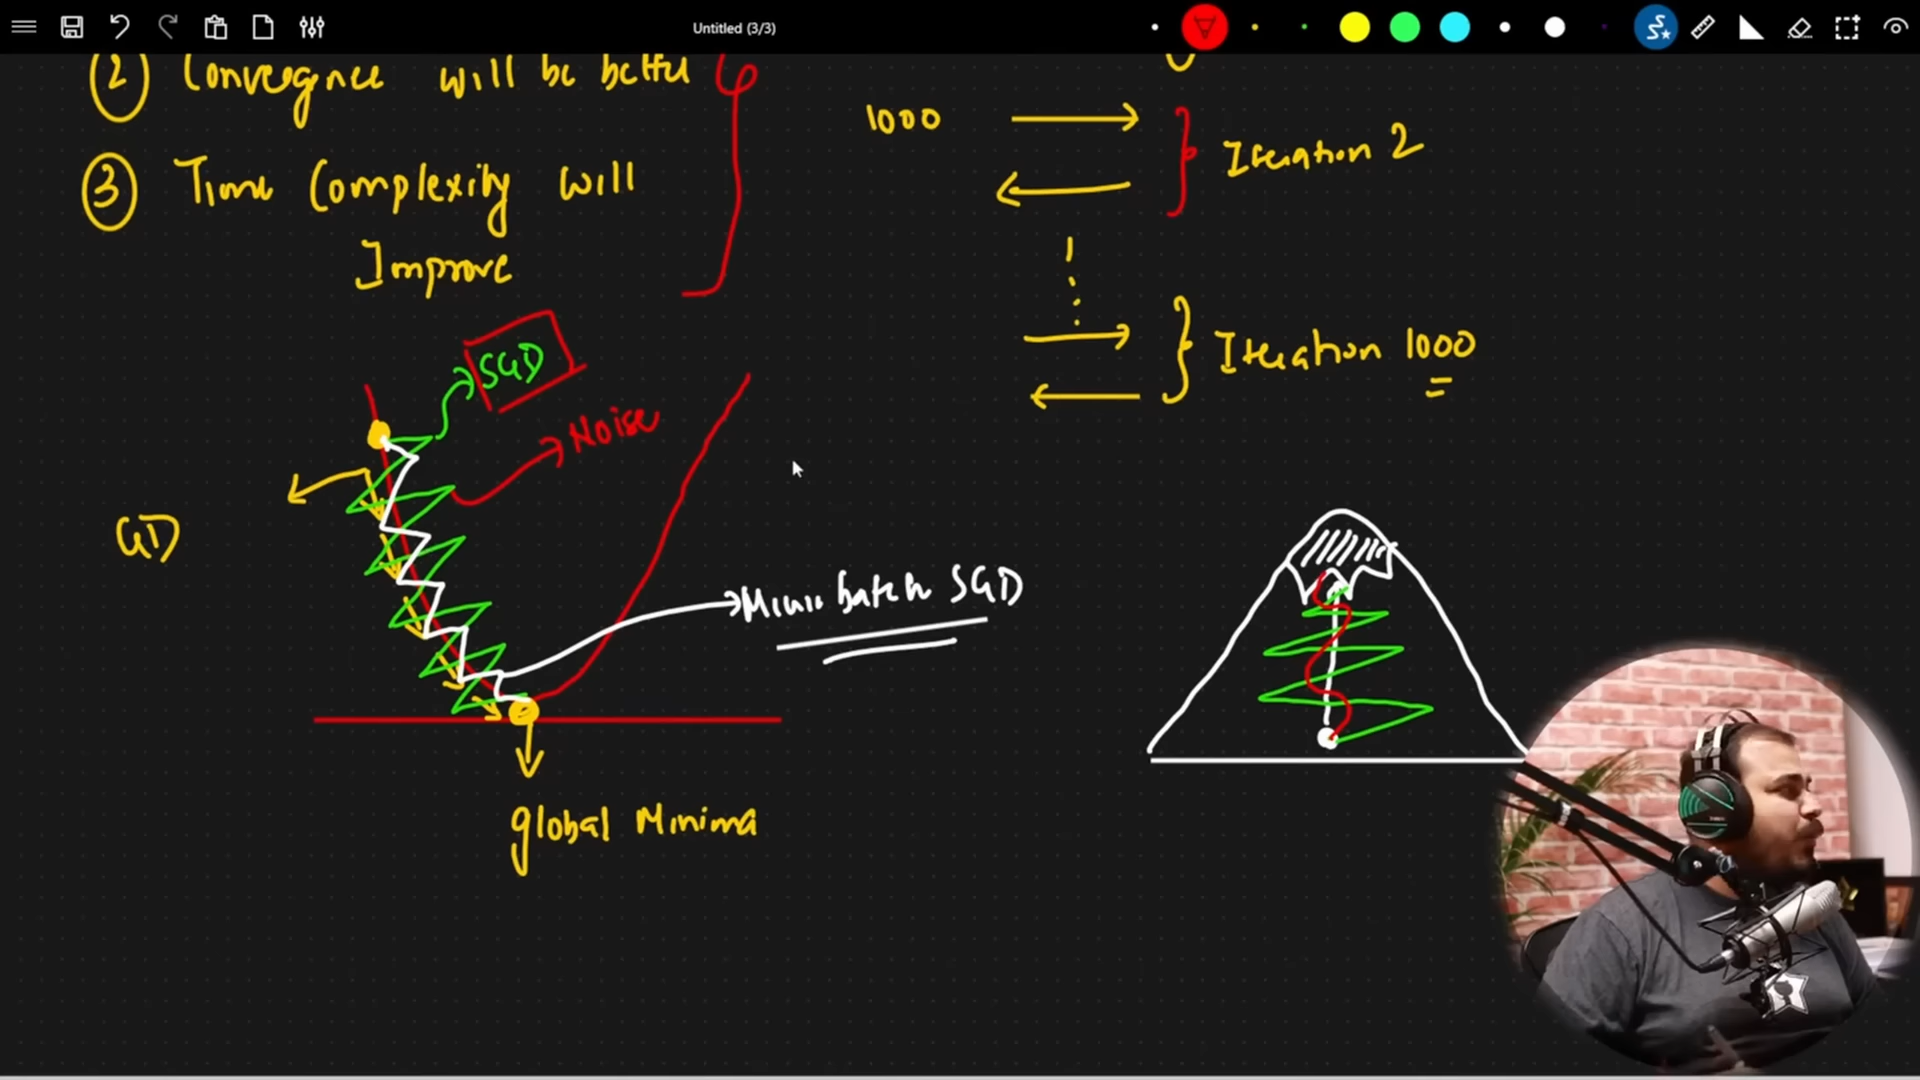 Untitled (3/3)
② Convergence will be better
③ Time Complexity will
Improve
1000
Iteration 2
Iteration 1000
SGD
Noise
GD
Mini batch SGD
global Minima